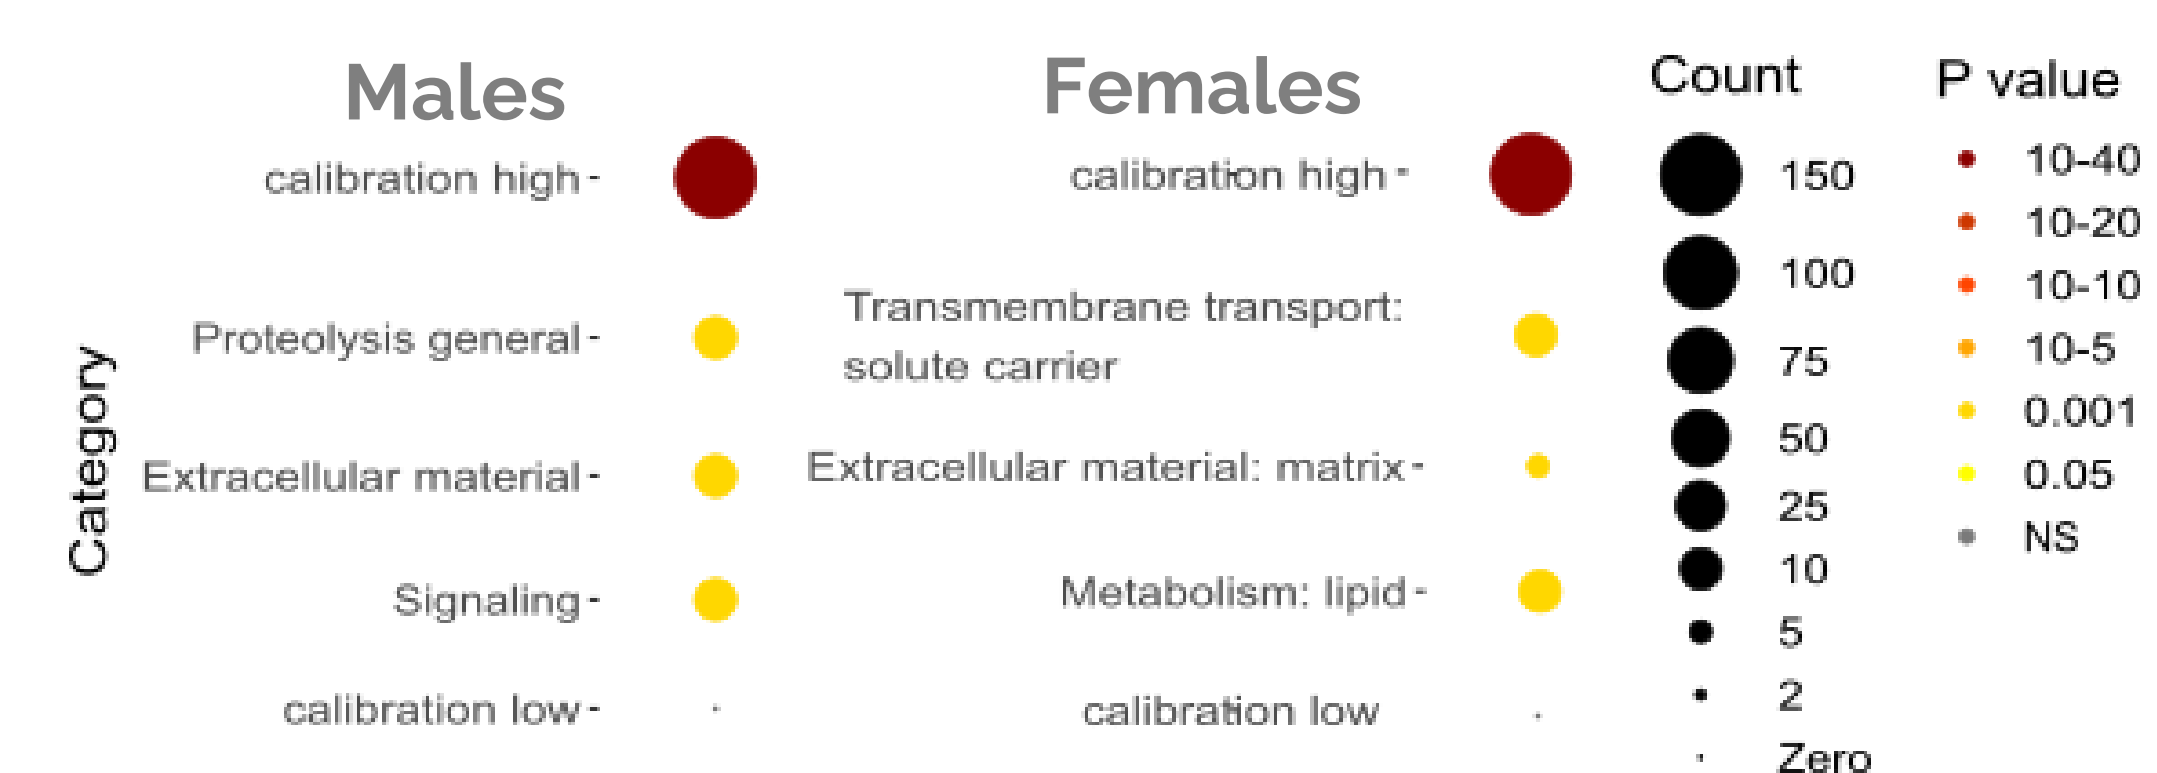 Males
Females
Count
P value
Category
calibration high
Proteolysis general
Extracellular material
Signaling
calibration low
calibration high
Transmembrane transport:
solute carrier
Extracellular material: matrix
Metabolism: lipid
calibration low
150
100
75
50
25
10
5
2
Zero
10-40
10-20
10-10
10-5
0.001
0.05
NS